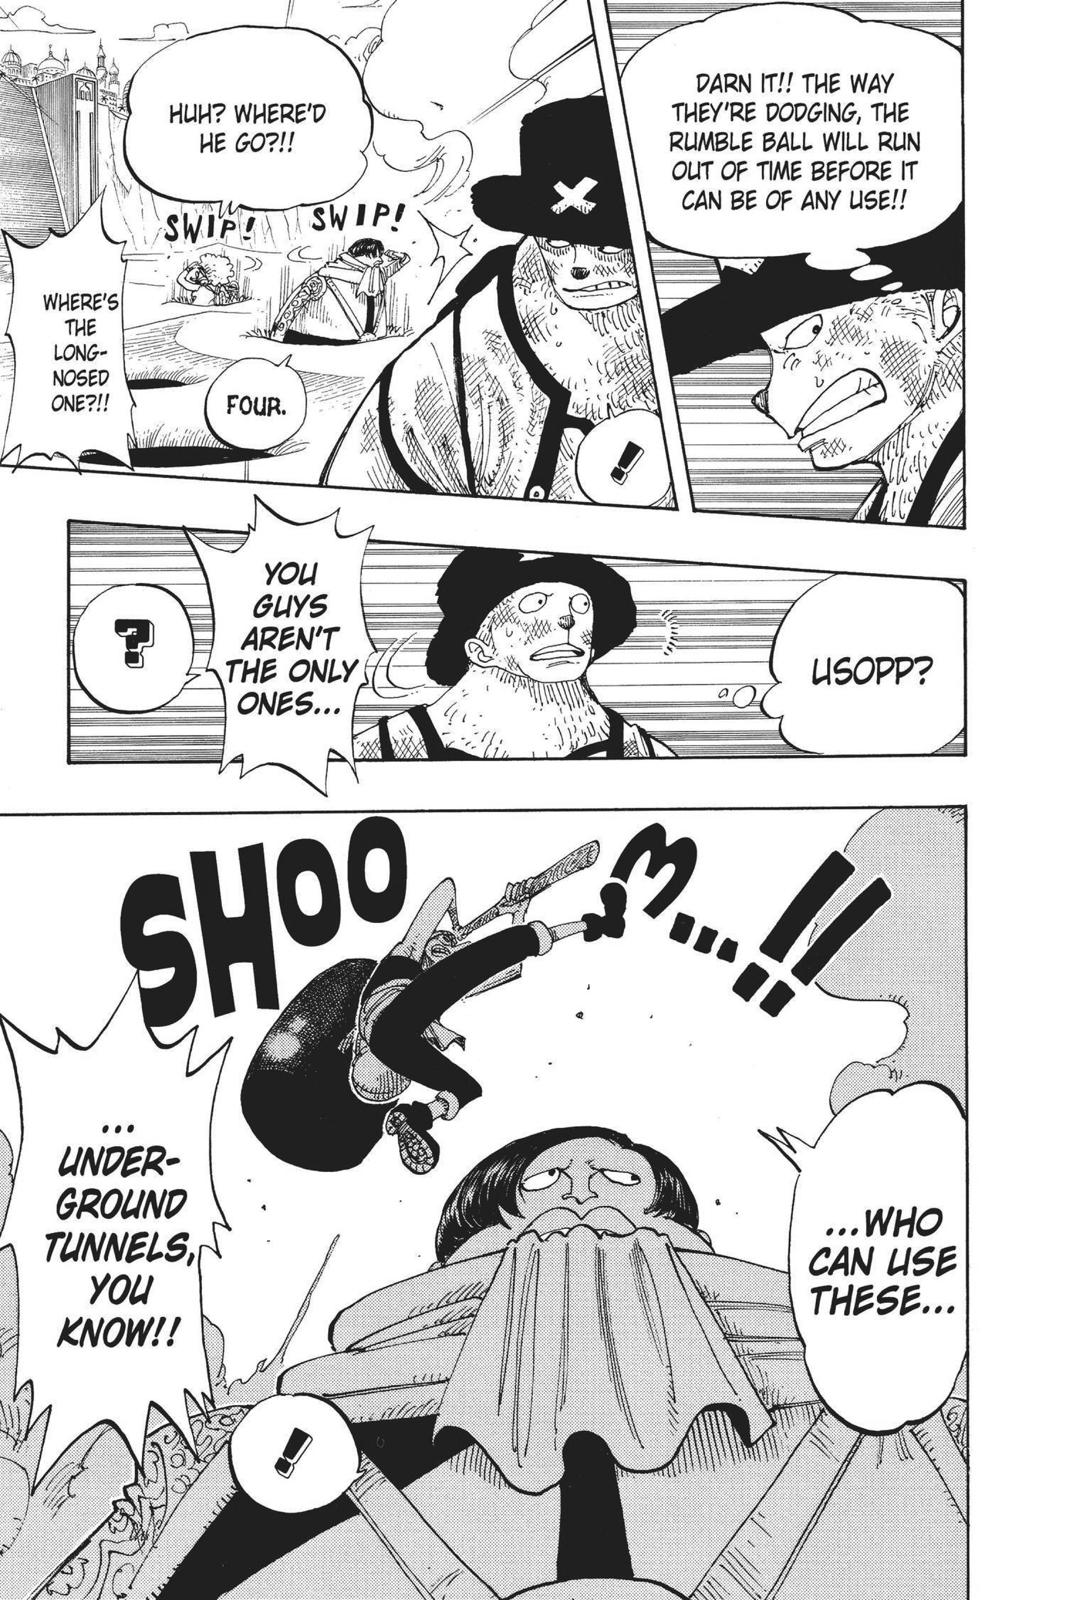 DARN IT!! THE WAY
THEY'RE DODGING, THE
RUMBLE BALL WILL RUN
OUT OF TIME BEFORE IT
CAN BE OF ANY USE!!
HUH? WHERE'D
HE GO?!!
SWIP!
SWIP!
!
FOUR.
WHERE'S
THE
LONG-
NOSED
ONE?!!
USOPP?
YOU
GUYS
AREN'T
THE ONLY
ONES...
?
SHOO
M...!!
...WHO
CAN USE
THESE...
...
UNDER-
GROUND
TUNNELS,
YOU
KNOW!!
!